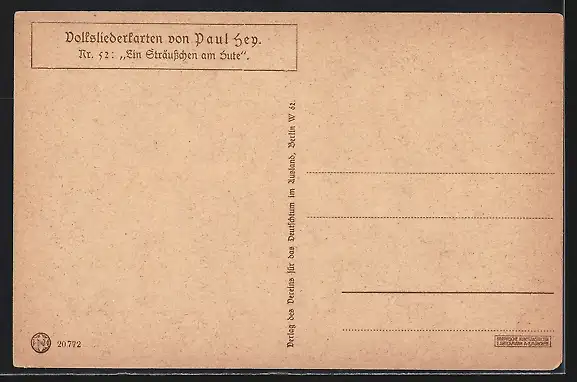 Volksliederkarten von Paul Hey.
Nr. 52: „Ein Sträußchen am Hute“.
Verlag des Vereins für das Deutschtum im Ausland, Berlin W 62.
20772